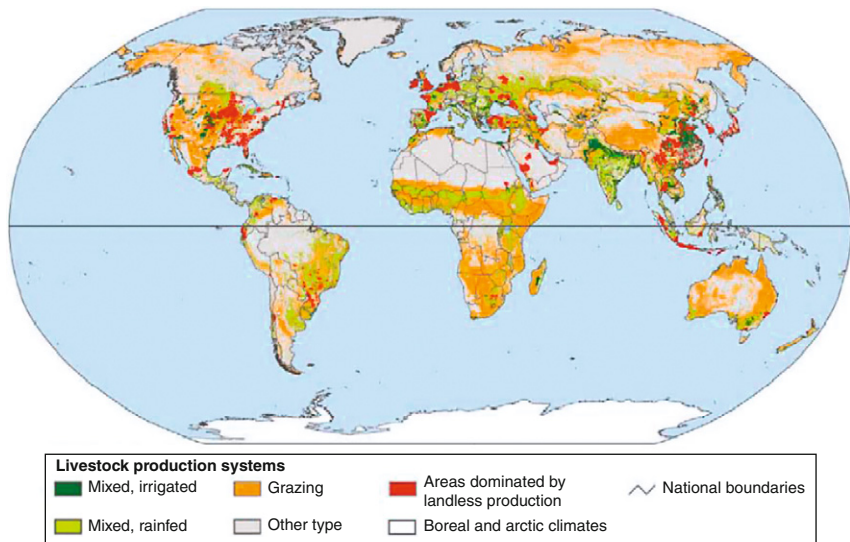 Livestock production systems
Mixed, irrigated
Grazing
Areas dominated by
landless production
National boundaries
Mixed, rainfed
Other type
Boreal and arctic climates